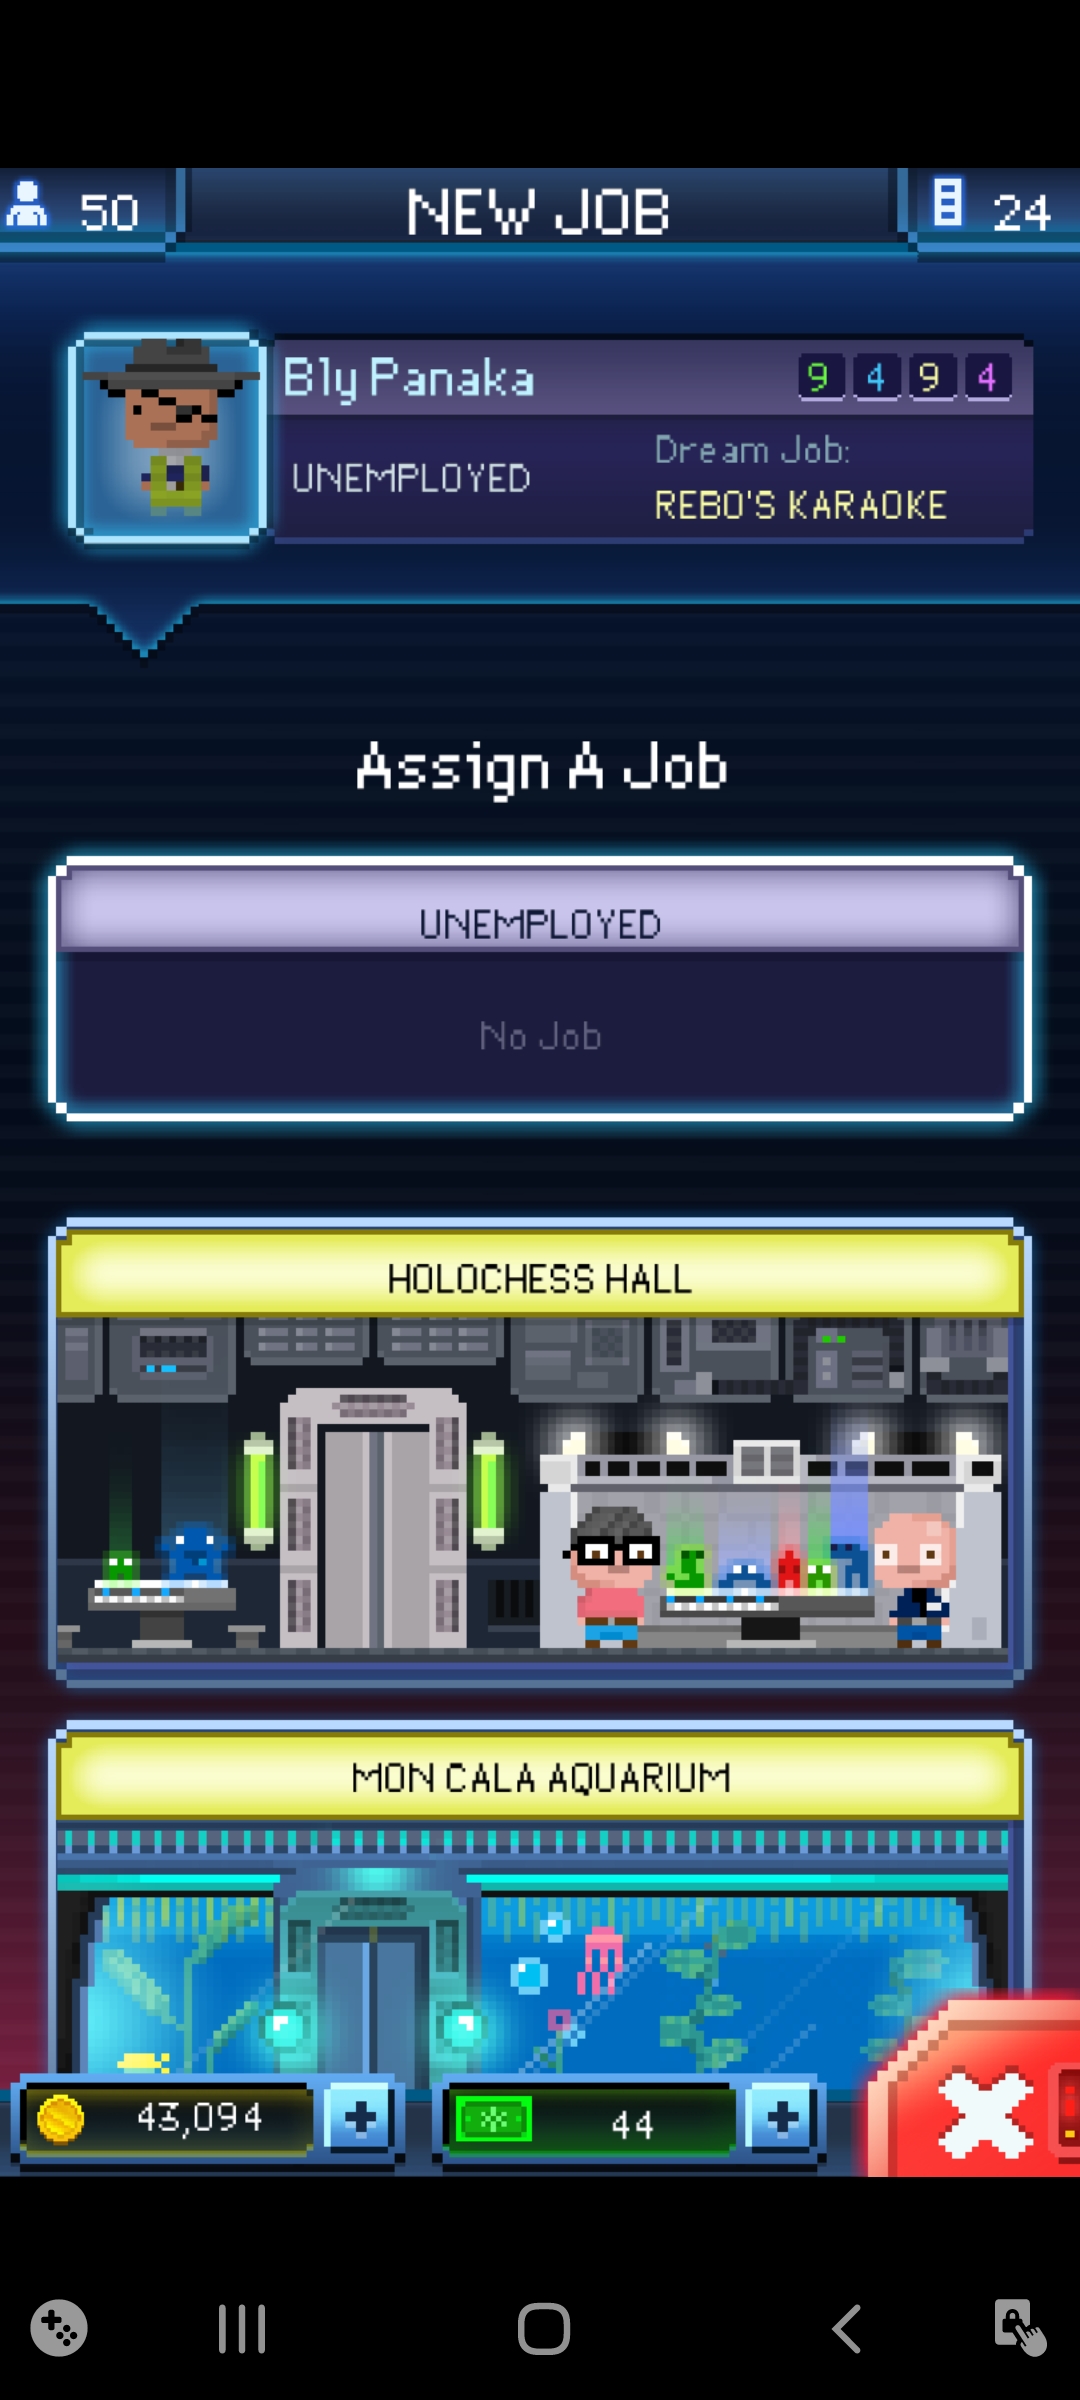 50
NEW JOB
24
Bly Panaka
9 4 9 4
UNEMPLOYED
Dream Job:
REBO'S KARAOKE
Assign A Job
UNEMPLOYED
No Job
HOLOCHESS HALL
MON CALA AQUARIUM
43,094
44